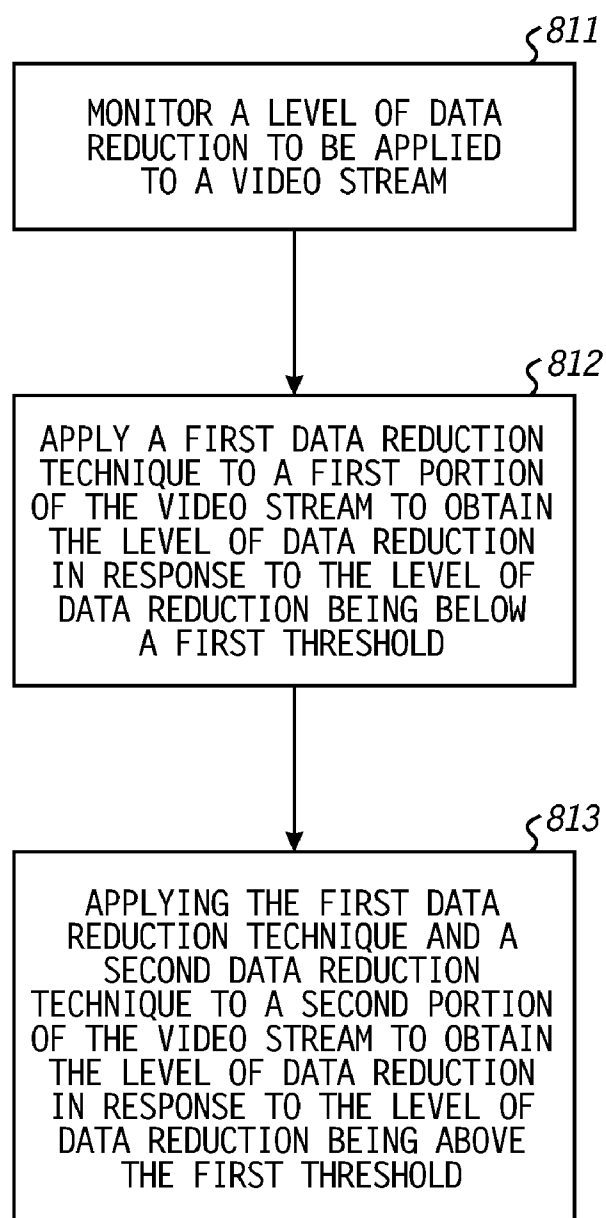 811
MONITOR A LEVEL OF DATA
REDUCTION TO BE APPLIED
TO A VIDEO STREAM
812
APPLY A FIRST DATA REDUCTION
TECHNIQUE TO A FIRST PORTION
OF THE VIDEO STREAM TO OBTAIN
THE LEVEL OF DATA REDUCTION
IN RESPONSE TO THE LEVEL OF
DATA REDUCTION BEING BELOW
A FIRST THRESHOLD
813
APPLYING THE FIRST DATA
REDUCTION TECHNIQUE AND A
SECOND DATA REDUCTION
TECHNIQUE TO A SECOND PORTION
OF THE VIDEO STREAM TO OBTAIN
THE LEVEL OF DATA REDUCTION
IN RESPONSE TO THE LEVEL OF
DATA REDUCTION BEING ABOVE
THE FIRST THRESHOLD